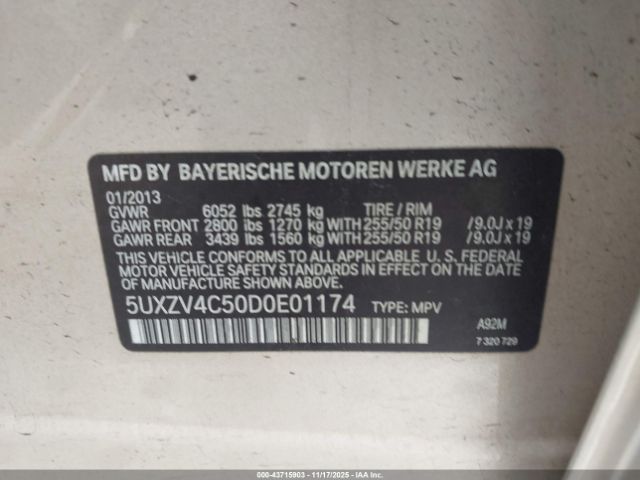 MFD BY BAYERISCHE MOTOREN WERKE AG
01/2013
GVWR 6052 lbs 2745 kg TIRE / RIM
GAWR FRONT 2800 lbs 1270 kg WITH 255/50 R19 /9.0J x 19
GAWR REAR 3439 lbs 1560 kg WITH 255/50 R19 /9.0J x 19
THIS VEHICLE CONFORMS TO ALL APPLICABLE U.S. FEDERAL
MOTOR VEHICLE SAFETY STANDARDS IN EFFECT ON THE DATE
OF MANUFACTURE SHOWN ABOVE.
5UXZV4C50D0E01174 TYPE: MPV
A92M
7 320 729
000-43715903 - 11/17/2025 - IAAI.COM